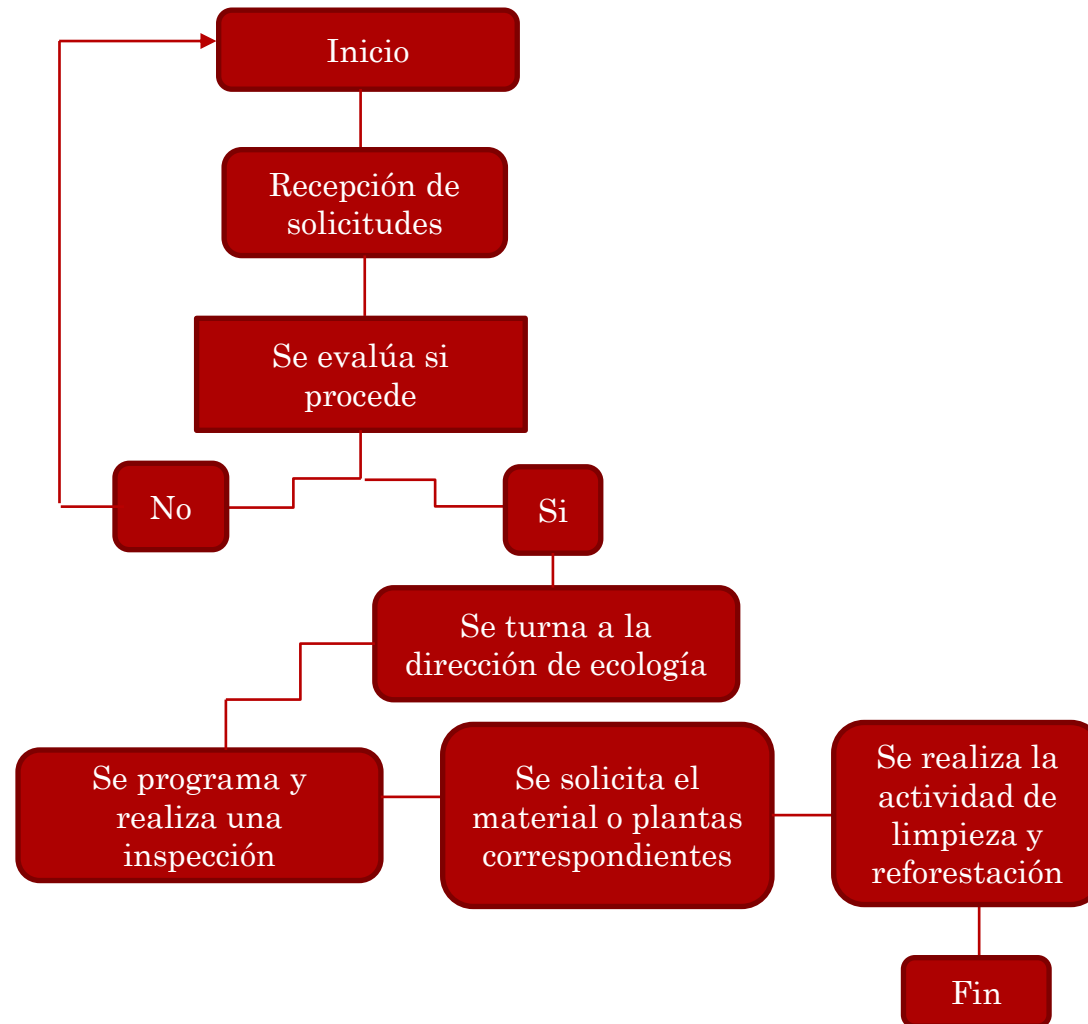 Inicio
Recepción de
solicitudes
Se evalúa si
procede
No
Si
Se turna a la
dirección de ecología
Se programa y
realiza una
inspección
Se solicita el
material o plantas
correspondientes
Se realiza la
actividad de
limpieza y
reforestación
Fin